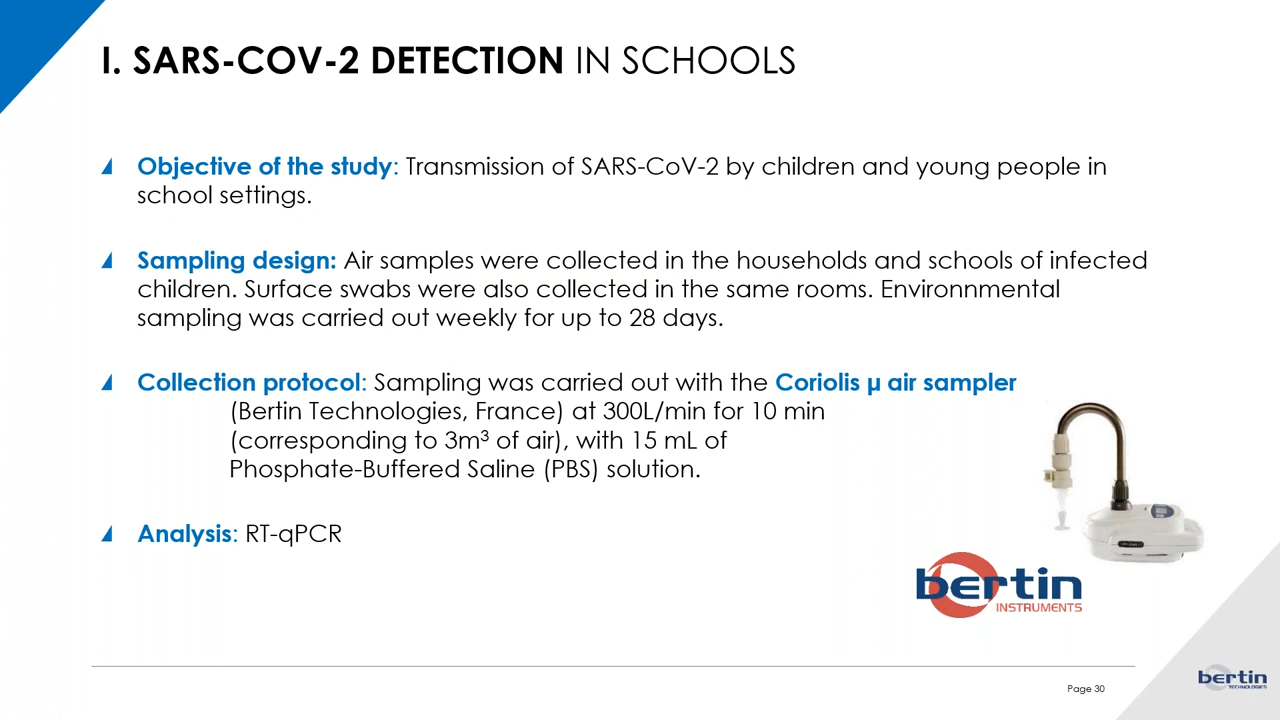 I. SARS-COV-2 DETECTION IN SCHOOLS
Objective of the study: Transmission of SARS-CoV-2 by children and young people in
school settings.
Sampling design: Air samples were collected in the households and schools of infected
children. Surface swabs were also collected in the same rooms. Environnmental
sampling was carried out weekly for up to 28 days.
Collection protocol: Sampling was carried out with the Coriolis µ air sampler
(Bertin Technologies, France) at 300L/min for 10 min
(corresponding to 3m³ of air), with 15 mL of
Phosphate-Buffered Saline (PBS) solution.
Analysis: RT-qPCR
bertin
INSTRUMENTS
Page 30
bertin
TECHNOLOGIES